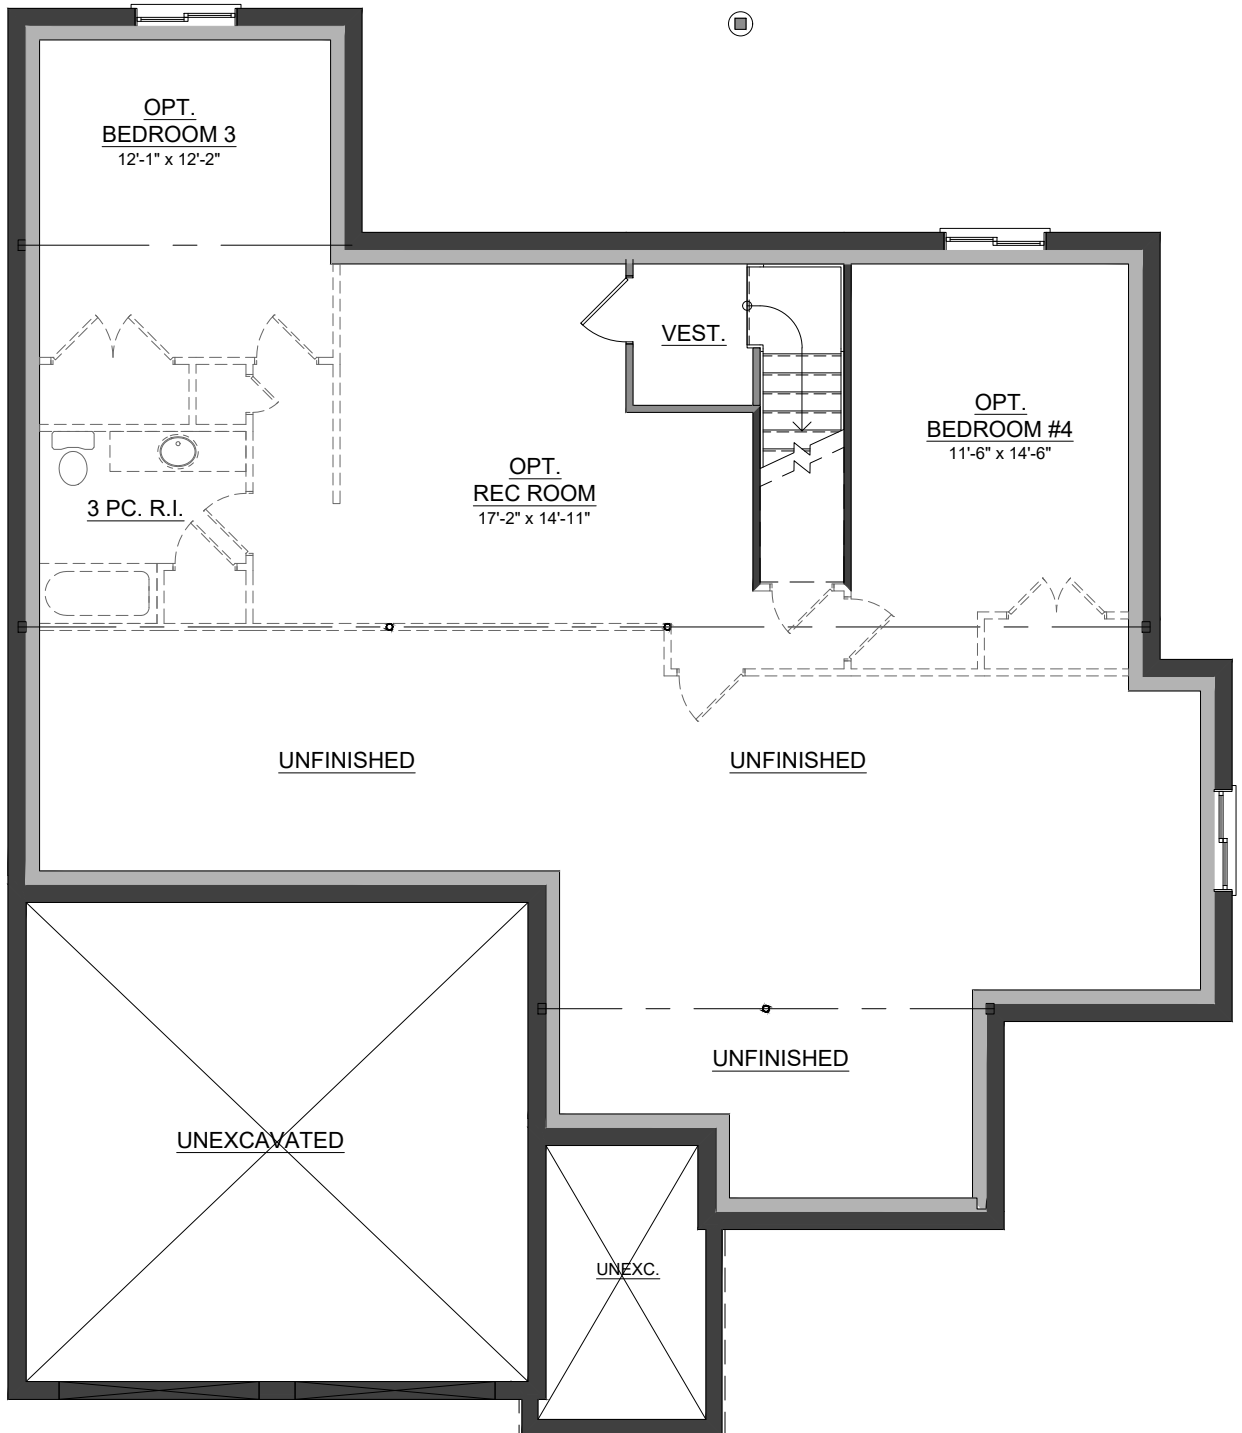 OPT.
BEDROOM 3
12'-1" x 12'-2"
VEST.
OPT.
BEDROOM #4
11'-6" x 14'-6"
OPT.
REC ROOM
17'-2" x 14'-11"
3 PC. R.I.
UNFINISHED
UNFINISHED
UNFINISHED
UNEXCAVATED
UNEXC.